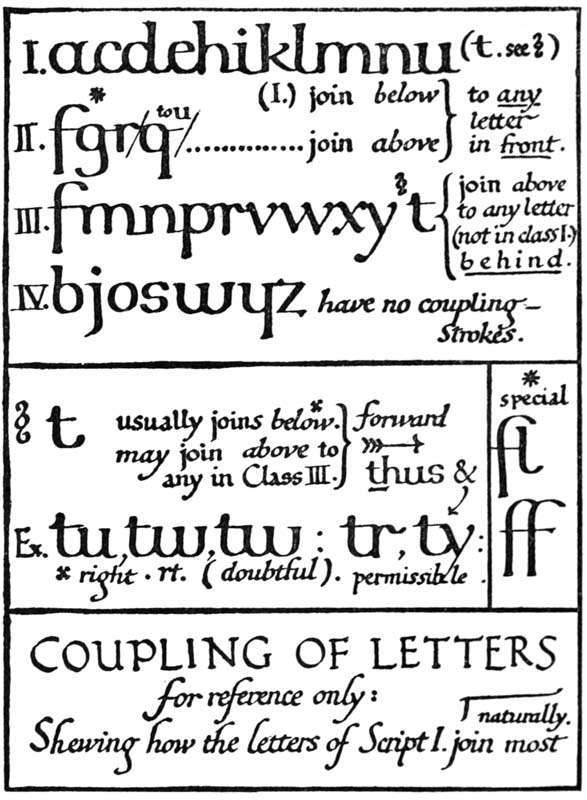 I. acdehiklmnu (t. see ༜)
(I.) join below } to any
II. fgr/q/ ............... join above } letter
to u
in front.
III. fmnprvwxy t { join above
to any letter
(not in class I.)
behind.
IV. bjoswyz have no coupling–
strokes.
t usually joins below. } forward
may join above to
any in Class III. thus &
Ex. tu, tw, tw : tr, ty :
right . rt. (doubtful). permissible .
* special
fl
ff
COUPLING OF LETTERS
for reference only:
Shewing how the letters of Script I. join most
naturally.